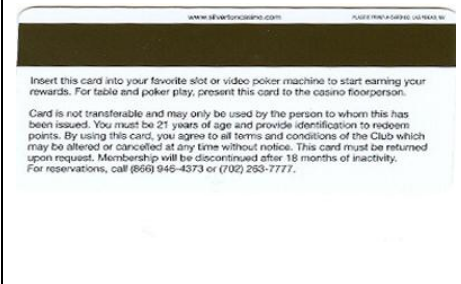 www.silvertoncasino.com
Insert this card into your favorite slot or video poker machine to start earning your
rewards. For table and poker play, present this card to the casino floorperson.
Card is not transferable and may only be used by the person to whom this has
been issued. You must be 21 years of age and provide identification to redeem
points. By using this card, you agree to all terms and conditions of the Club which
may be altered or cancelled at any time without notice. This card must be returned
upon request. Membership will be discontinued after 18 months of inactivity.
For reservations, call (866) 946-4373 or (702) 263-7777.